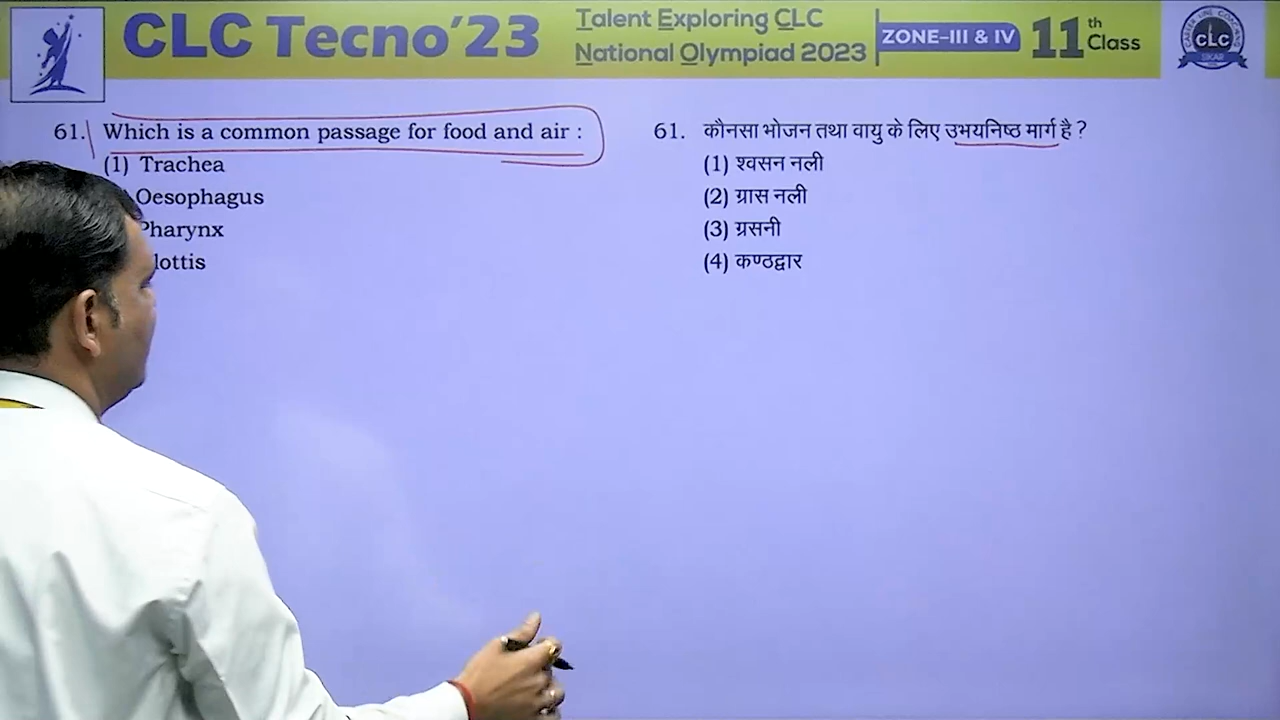 CLC Tecno'23
Talent Exploring CLC
National Olympiad 2023
ZONE-III & IV
11th Class
CLC
SIKAR
61. Which is a common passage for food and air :
(1) Trachea
Oesophagus
Pharynx
61. कौनसा भोजन तथा वायु के लिए उभयनिष्ठ मार्ग है ?
(1) श्वसन नली
(2) ग्रास नली
(3) ग्रसनी
(4) कण्ठद्वार